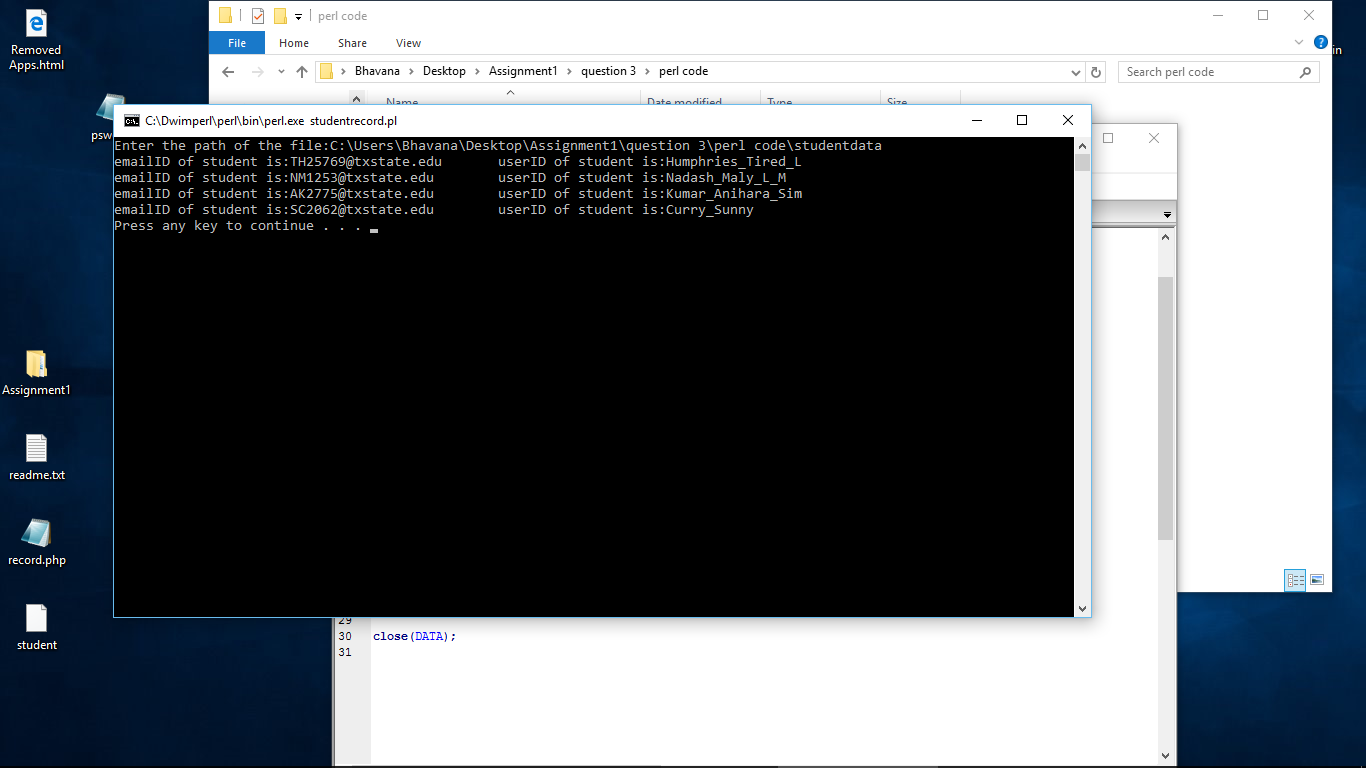 Removed
Apps.html
perl code
File Home Share View
Bhavana Desktop Assignment1 question 3 perl code
Search perl code
Name Date modified Type Size
C:\Dwimperl\perl\bin\perl.exe studentrecord.pl
Enter the path of the file:C:\Users\Bhavana\Desktop\Assignment1\question 3\perl code\studentdata
emailID of student is:TH25769@txstate.edu userID of student is:Humphries_Tired_L
emailID of student is:NM1253@txstate.edu userID of student is:Nadash_Maly_L_M
emailID of student is:AK2775@txstate.edu userID of student is:Kumar_Anihara_Sim
emailID of student is:SC2062@txstate.edu userID of student is:Curry_Sunny
Press any key to continue . . .
psw
in
Assignment1
readme.txt
record.php
student
29
30 close(DATA);
31